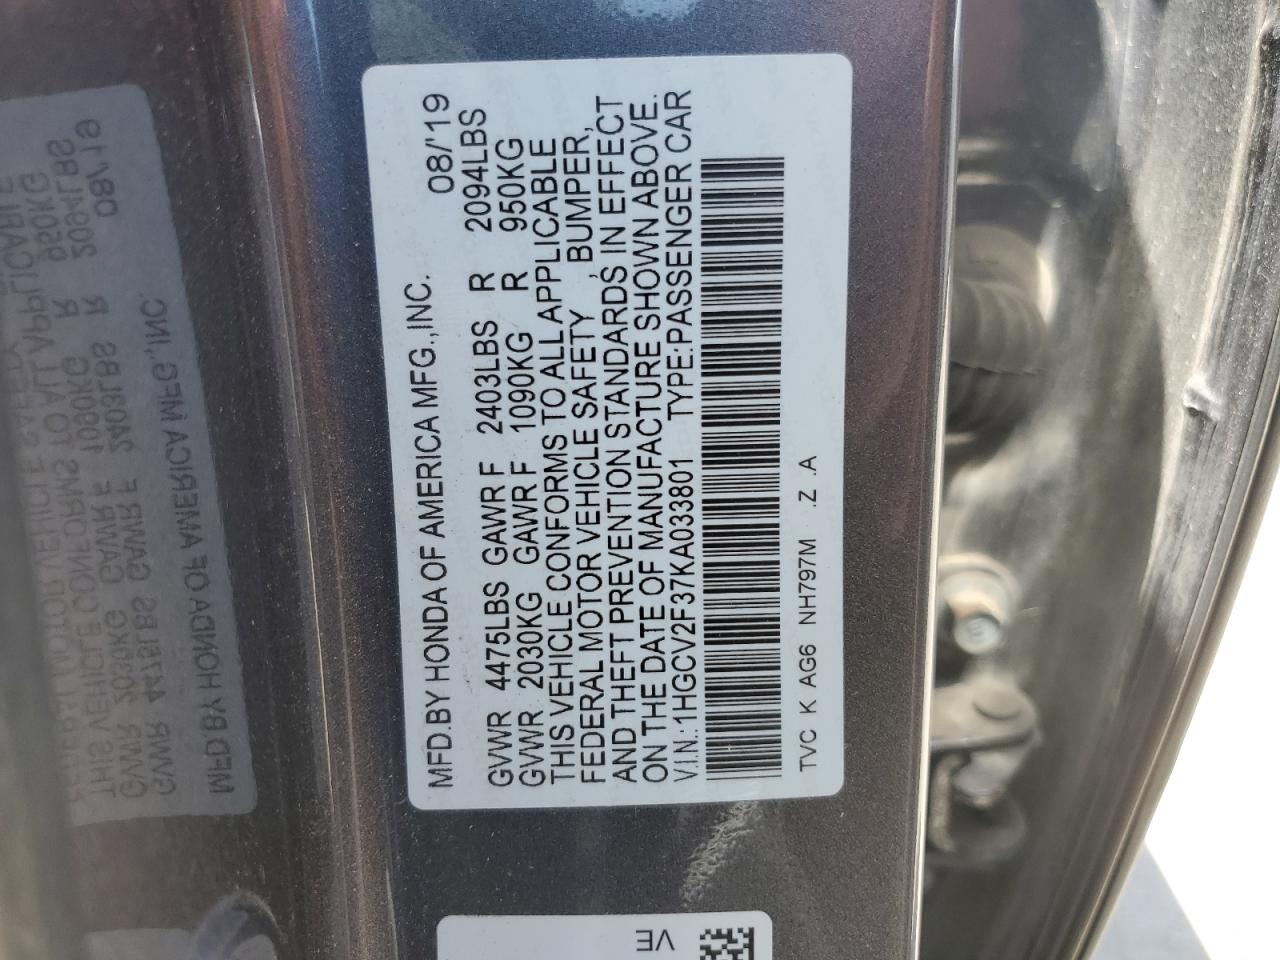 MFD.BY HONDA OF AMERICA MFG.,INC. 08/'19
GVWR 4475LBS GAWR F 2403LBS R 2094LBS
GVWR 2030KG GAWR F 1090KG R 950KG
THIS VEHICLE CONFORMS TO ALL APPLICABLE
FEDERAL MOTOR VEHICLE SAFETY, BUMPER,
AND THEFT PREVENTION STANDARDS IN EFFECT
ON THE DATE OF MANUFACTURE SHOWN ABOVE.
V.I.N.:1HGCV2F37KA033801 TYPE:PASSENGER CAR
TVC K AG6 NH797M .Z .A
VE